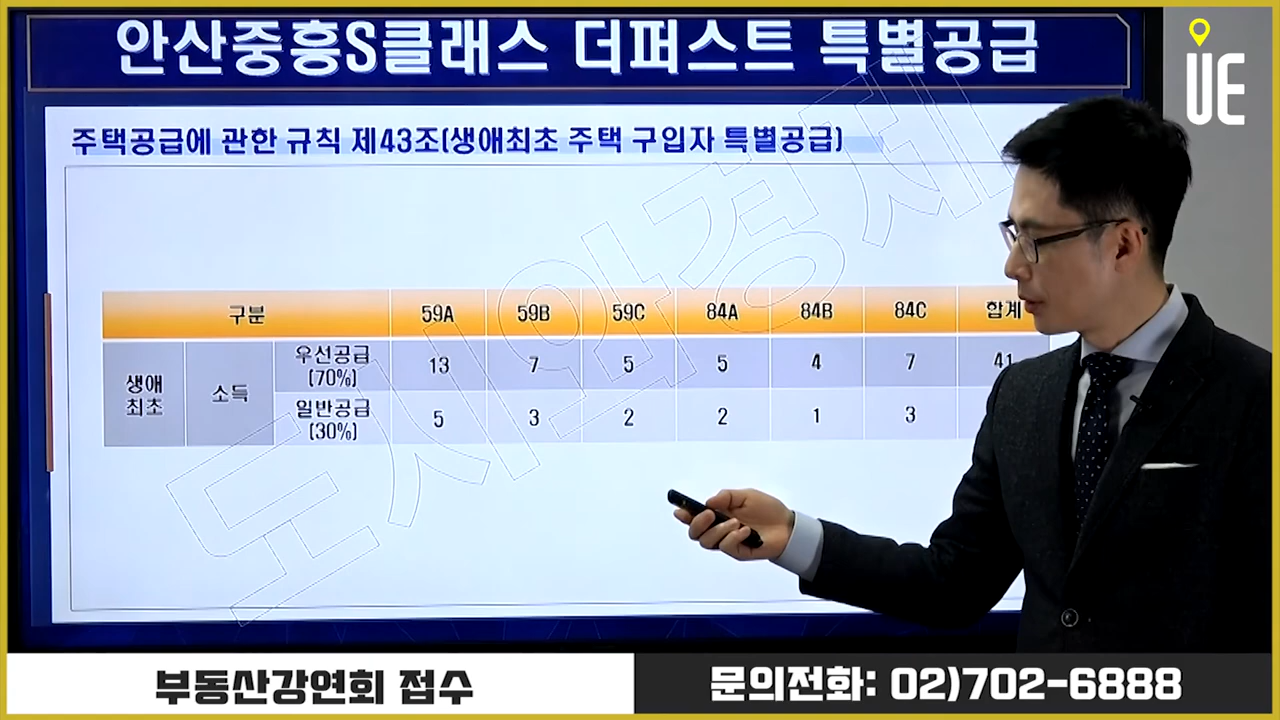 안산중흥S클래스 더퍼스트 특별공급
UE
주택공급에 관한 규칙 제43조(생애최초 주택 구입자 특별공급)
구분 59A 59B 59C 84A 84B 84C 합계
생애최초 소득 우선공급 (70%) 13 7 5 5 4 7 41
일반공급 (30%) 5 3 2 2 1 3
도시와경제
부동산강연회 접수
문의전화: 02)702-6888